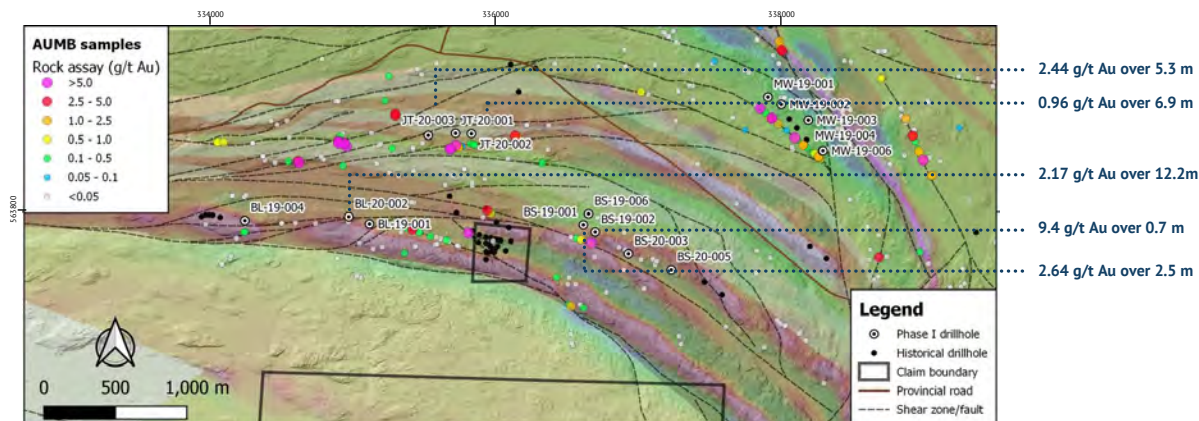 334000
336000
338000
AUMB samples
Rock assay (g/t Au)
>5.0
2.5 - 5.0
1.0 - 2.5
0.5 - 1.0
0.1 - 0.5
0.05 - 0.1
<0.05
565800
MW-19-001
MW-19-002
MW-19-003
MW-19-004
MW-19-006
JT-20-003
JT-20-001
JT-20-002
BL-19-004
BL-20-002
BL-19-001
BS-19-006
BS-19-001
BS-19-002
BS-20-003
BS-20-005
2.44 g/t Au over 5.3 m
0.96 g/t Au over 6.9 m
2.17 g/t Au over 12.2m
9.4 g/t Au over 0.7 m
2.64 g/t Au over 2.5 m
0 500 1,000 m
Legend
Phase I drillhole
Historical drillhole
Claim boundary
Provincial road
Shear zone/fault